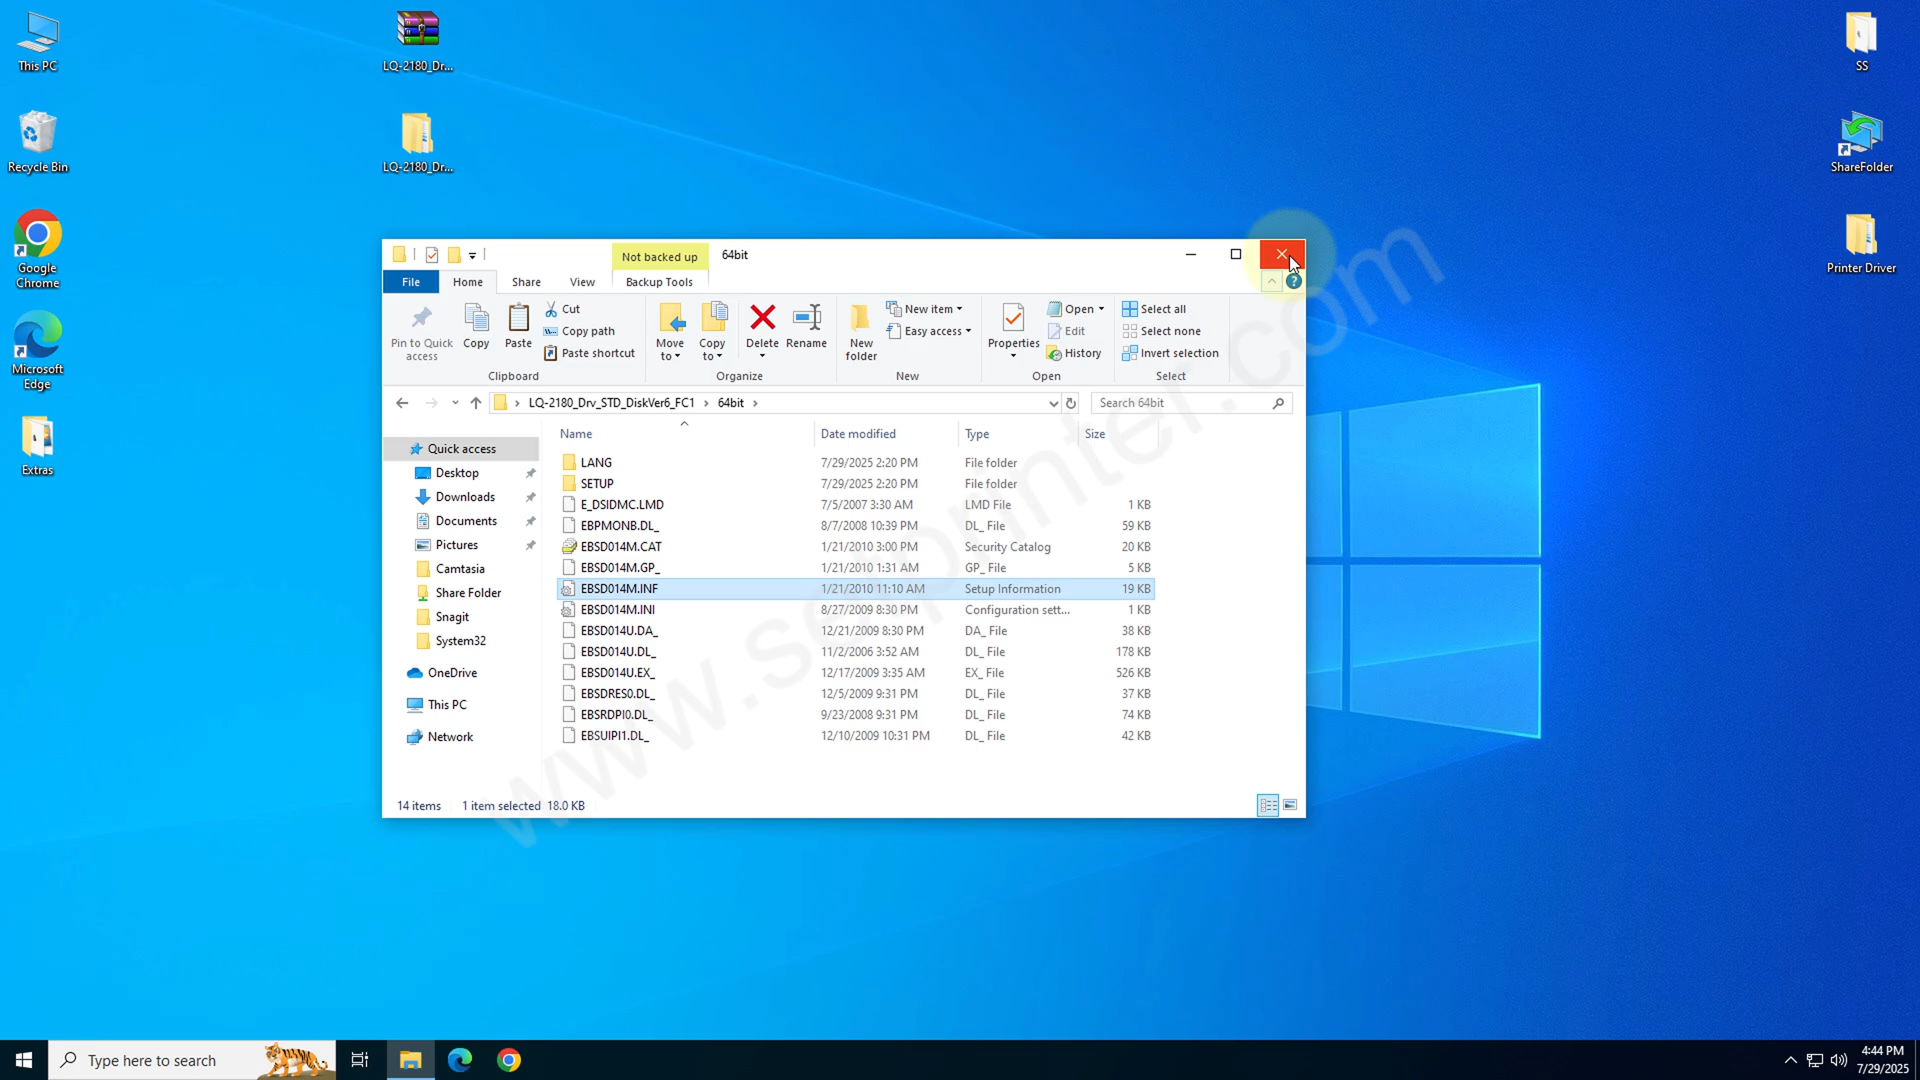 This PC
LQ-2180_Dr...
SS
Recycle Bin
LQ-2180_Dr...
ShareFolder
Google
Chrome
Printer Driver
Microsoft
Edge
Extras
Not backed up
64bit
File
Home
Share
View
Backup Tools
Pin to Quick
access
Copy
Paste
Cut
Copy path
Paste shortcut
Clipboard
Move
to
Copy
to
Delete
Rename
Organize
New
folder
New item
Easy access
New
Properties
Open
Edit
History
Open
Select all
Select none
Invert selection
Select
LQ-2180_Drv_STD_DiskVer6_FC1 › 64bit ›
Search 64bit
Name Date modified Type Size
Quick access
Desktop
Downloads
Documents
Pictures
Camtasia
Share Folder
Snagit
System32
OneDrive
This PC
Network
LANG 7/29/2025 2:20 PM File folder
SETUP 7/29/2025 2:20 PM File folder
E_DSIDMC.LMD 7/5/2007 3:30 AM LMD File 1 KB
EBPMONB.DL_ 8/7/2008 10:39 PM DL_ File 59 KB
EBSD014M.CAT 1/21/2010 3:00 PM Security Catalog 20 KB
EBSD014M.GP_ 1/21/2010 1:31 AM GP_ File 5 KB
EBSD014M.INF 1/21/2010 11:10 AM Setup Information 19 KB
EBSD014M.INI 8/27/2009 8:30 PM Configuration sett... 1 KB
EBSD014U.DA_ 12/21/2009 8:30 PM DA_ File 38 KB
EBSD014U.DL_ 11/2/2006 3:52 AM DL_ File 178 KB
EBSD014U.EX_ 12/17/2009 3:35 AM EX_ File 526 KB
EBSDRES0.DL_ 12/5/2009 9:31 PM DL_ File 37 KB
EBSRDPI0.DL_ 9/23/2008 9:31 PM DL_ File 74 KB
EBSUIPI1.DL_ 12/10/2009 10:31 PM DL_ File 42 KB
14 items 1 item selected 18.0 KB
Type here to search
4:44 PM
7/29/2025